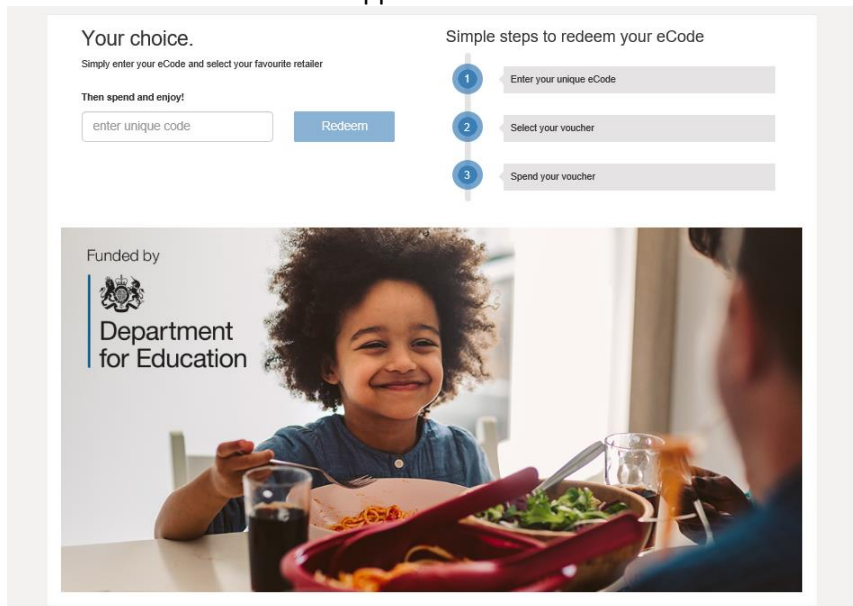 Your choice.
Simply enter your eCode and select your favourite retailer
Then spend and enjoy!
enter unique code
Redeem
Simple steps to redeem your eCode
1
Enter your unique eCode
2
Select your voucher
3
Spend your voucher
Funded by
Department
for Education